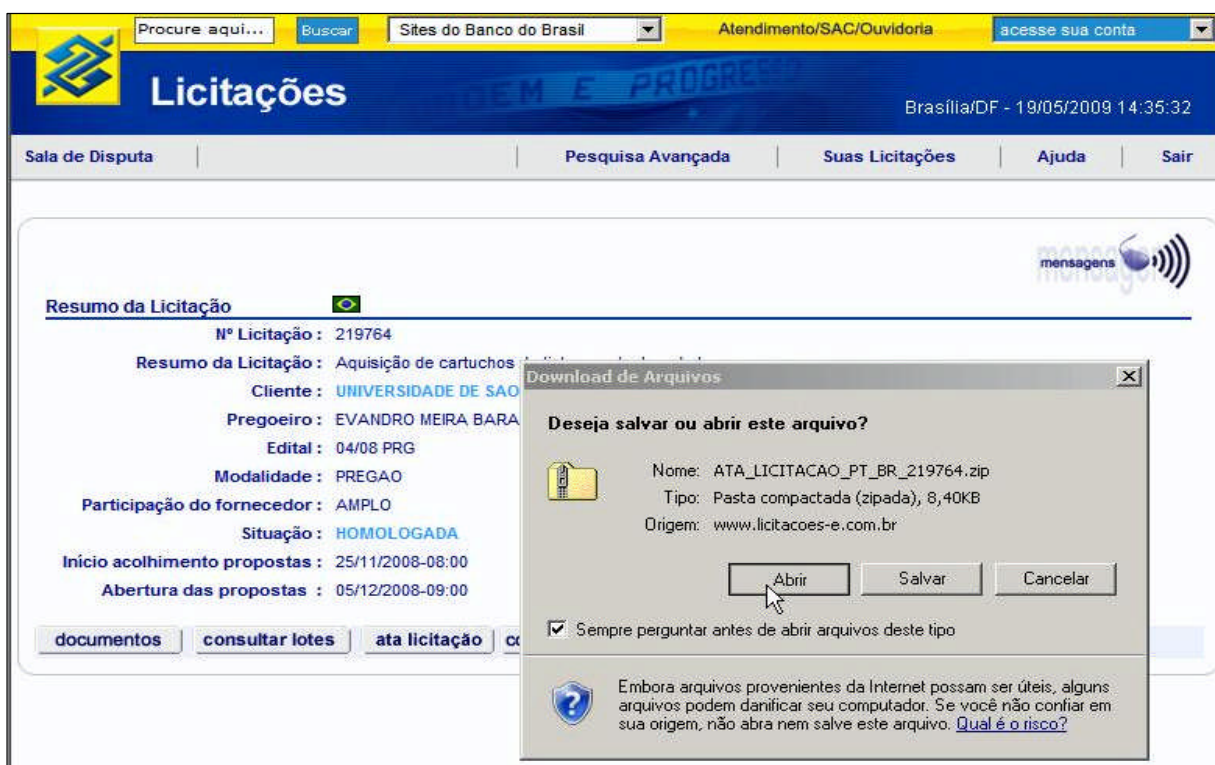 Procure aqui... Buscar Sites do Banco do Brasil Atendimento/SAC/Ouvidoria acesse sua conta
Licitações
ORDEM E PROGRESSO
Brasília/DF - 19/05/2009 14:35:32
Sala de Disputa Pesquisa Avançada Suas Licitações Ajuda Sair
mensagens
Resumo da Licitação
Nº Licitação : 219764
Resumo da Licitação : Aquisição de cartuchos
Cliente : UNIVERSIDADE DE SAO
Pregoeiro : EVANDRO MEIRA BARA
Edital : 04/08 PRG
Modalidade : PREGAO
Participação do fornecedor : AMPLO
Situação : HOMOLOGADA
Início acolhimento propostas : 25/11/2008-08:00
Abertura das propostas : 05/12/2008-09:00
documentos consultar lotes ata licitação
Download de Arquivos
Deseja salvar ou abrir este arquivo?
Nome: ATA_LICITACAO_PT_BR_219764.zip
Tipo: Pasta compactada (zipada), 8,40KB
Origem: www.licitacoes-e.com.br
Abrir Salvar Cancelar
Sempre perguntar antes de abrir arquivos deste tipo
Embora arquivos provenientes da Internet possam ser úteis, alguns
arquivos podem danificar seu computador. Se você não confiar em
sua origem, não abra nem salve este arquivo. Qual é o risco?